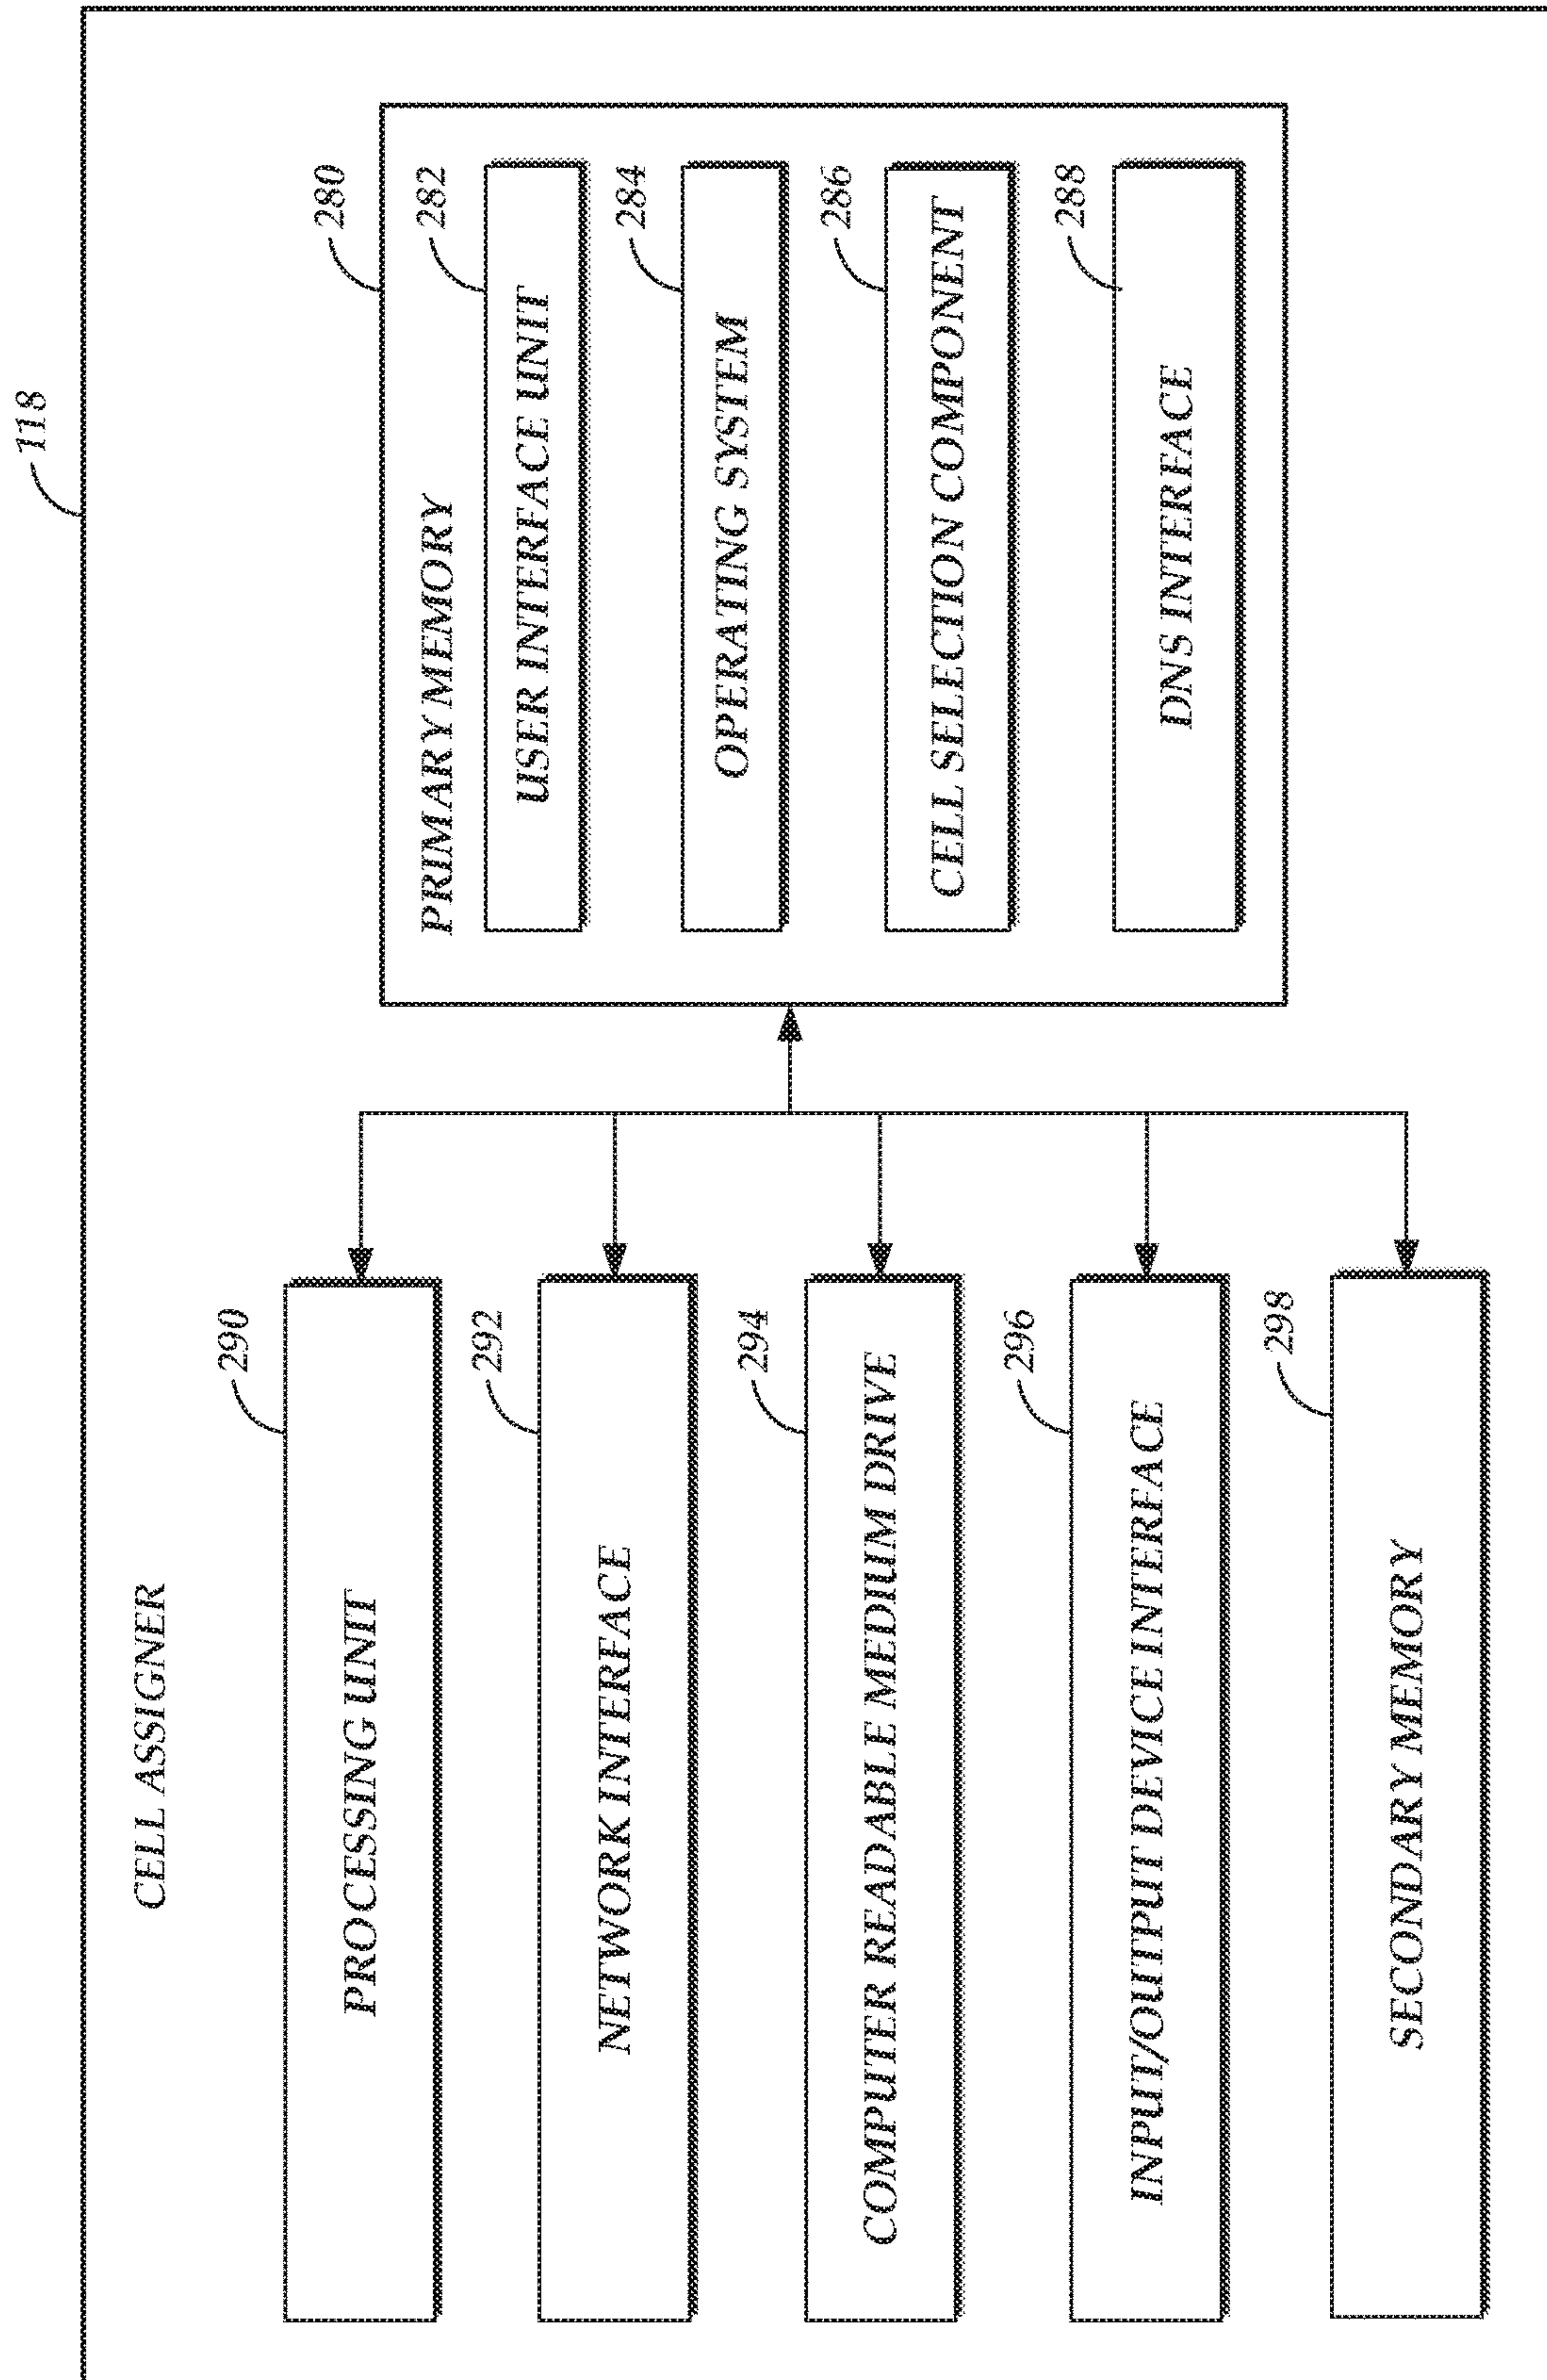 118
CELL ASSIGNER
290
PROCESSING UNIT
292
NETWORK INTERFACE
294
COMPUTER READABLE MEDIUM DRIVE
296
INPUT/OUTPUT DEVICE INTERFACE
298
SECONDARY MEMORY
280
PRIMARY MEMORY
282
USER INTERFACE UNIT
284
OPERATING SYSTEM
286
CELL SELECTION COMPONENT
288
DNS INTERFACE